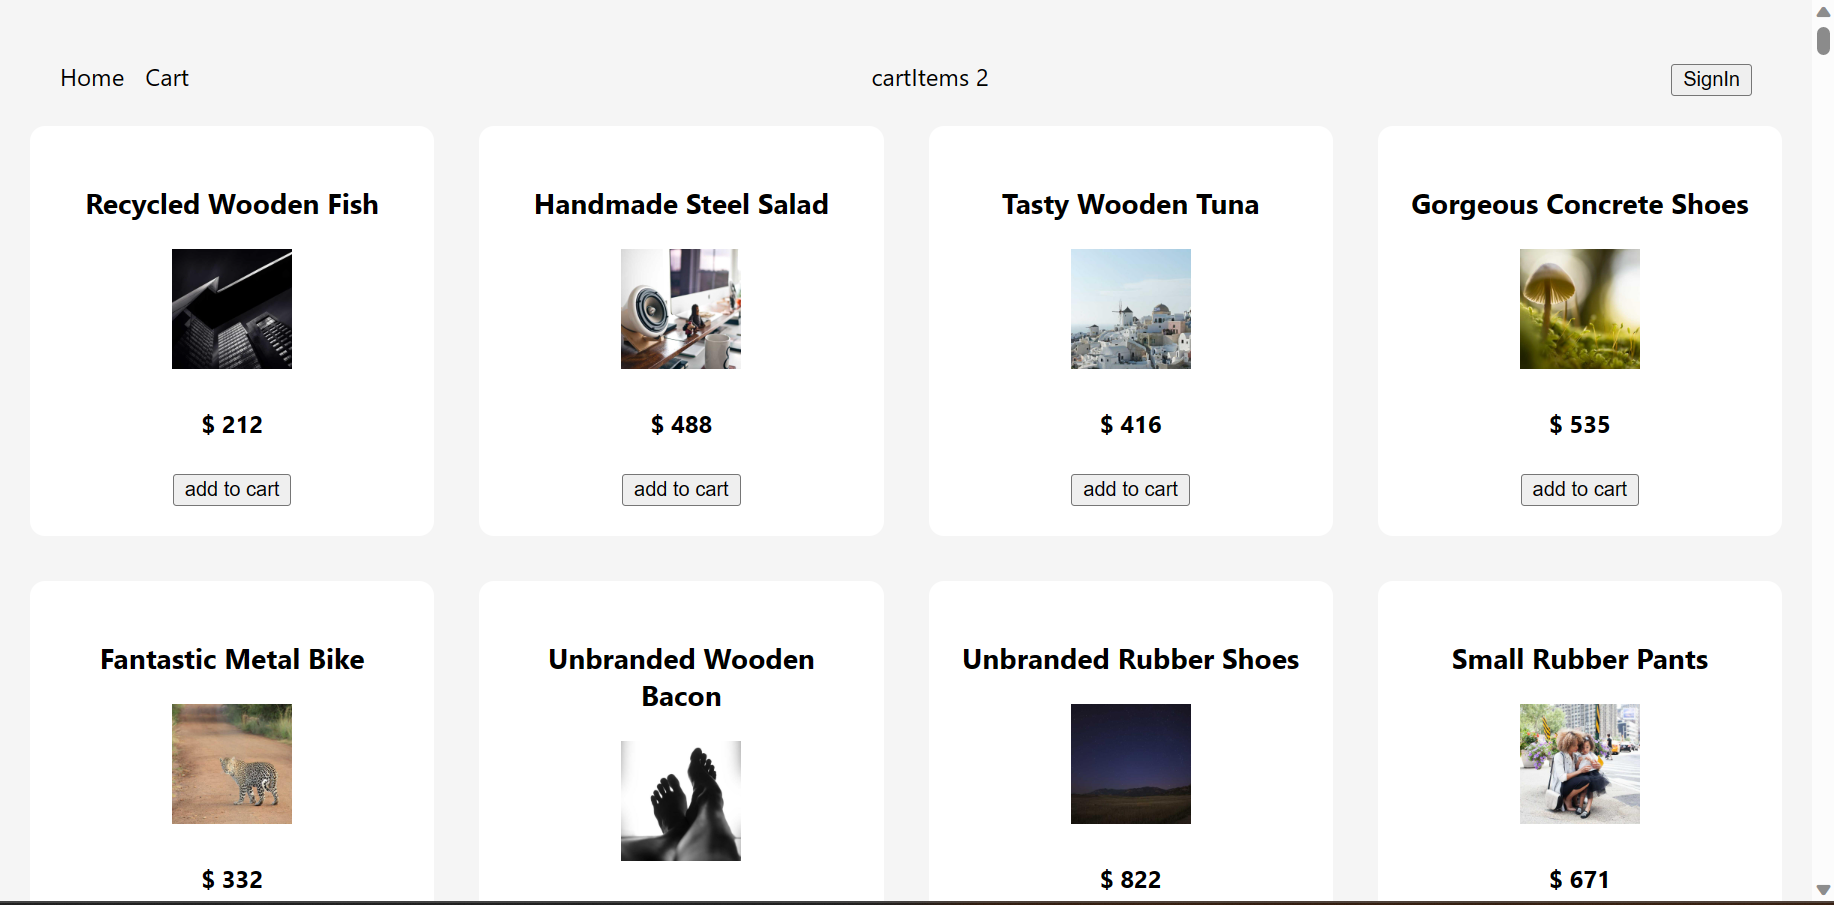 Home Cart cartItems 2 SignIn
Recycled Wooden Fish
$ 212
add to cart
Handmade Steel Salad
$ 488
add to cart
Tasty Wooden Tuna
$ 416
add to cart
Gorgeous Concrete Shoes
$ 535
add to cart
Fantastic Metal Bike
$ 332
Unbranded Wooden
Bacon
Unbranded Rubber Shoes
$ 822
Small Rubber Pants
$ 671